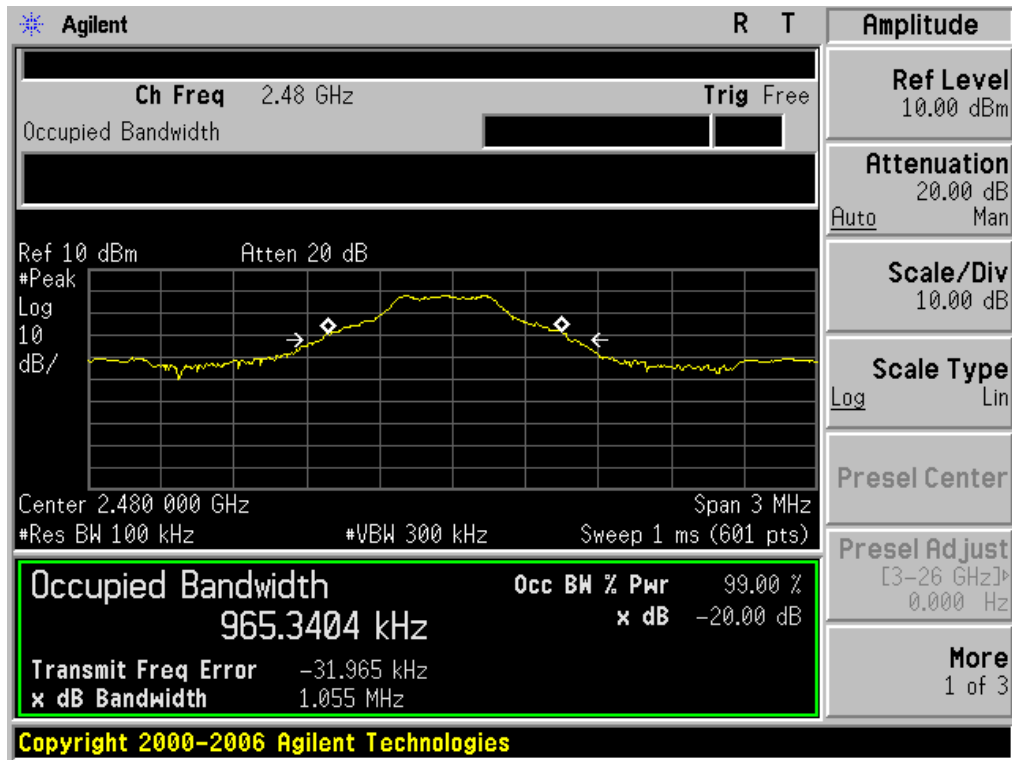 Agilent R T
Ch Freq 2.48 GHz Trig Free
Occupied Bandwidth
Ref 10 dBm Atten 20 dB
#Peak
Log
10
dB/
Center 2.480 000 GHz Span 3 MHz
#Res BW 100 kHz #VBW 300 kHz Sweep 1 ms (601 pts)
Occupied Bandwidth
965.3404 kHz
Occ BW % Pwr 99.00 %
x dB -20.00 dB
Transmit Freq Error -31.965 kHz
x dB Bandwidth 1.055 MHz
Copyright 2000-2006 Agilent Technologies
Amplitude
Ref Level
10.00 dBm
Attenuation
20.00 dB
Auto Man
Scale/Div
10.00 dB
Scale Type
Log Lin
Presel Center
Presel Adjust
[3-26 GHz]
0.000 Hz
More
1 of 3